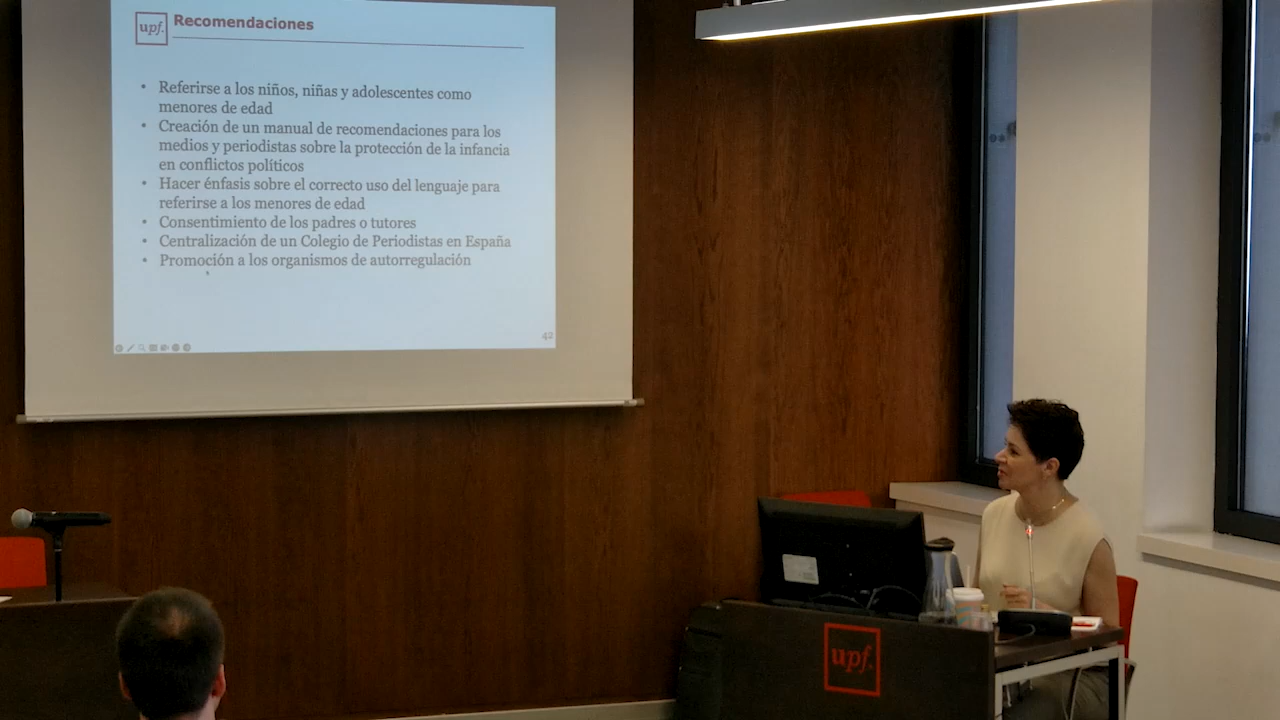 upf.
Recomendaciones
• Referirse a los niños, niñas y adolescentes como
menores de edad
• Creación de un manual de recomendaciones para los
medios y periodistas sobre la protección de la infancia
en conflictos políticos
• Hacer énfasis sobre el correcto uso del lenguaje para
referirse a los menores de edad
• Consentimiento de los padres o tutores
• Centralización de un Colegio de Periodistas en España
• Promoción a los organismos de autorregulación
42
upf.